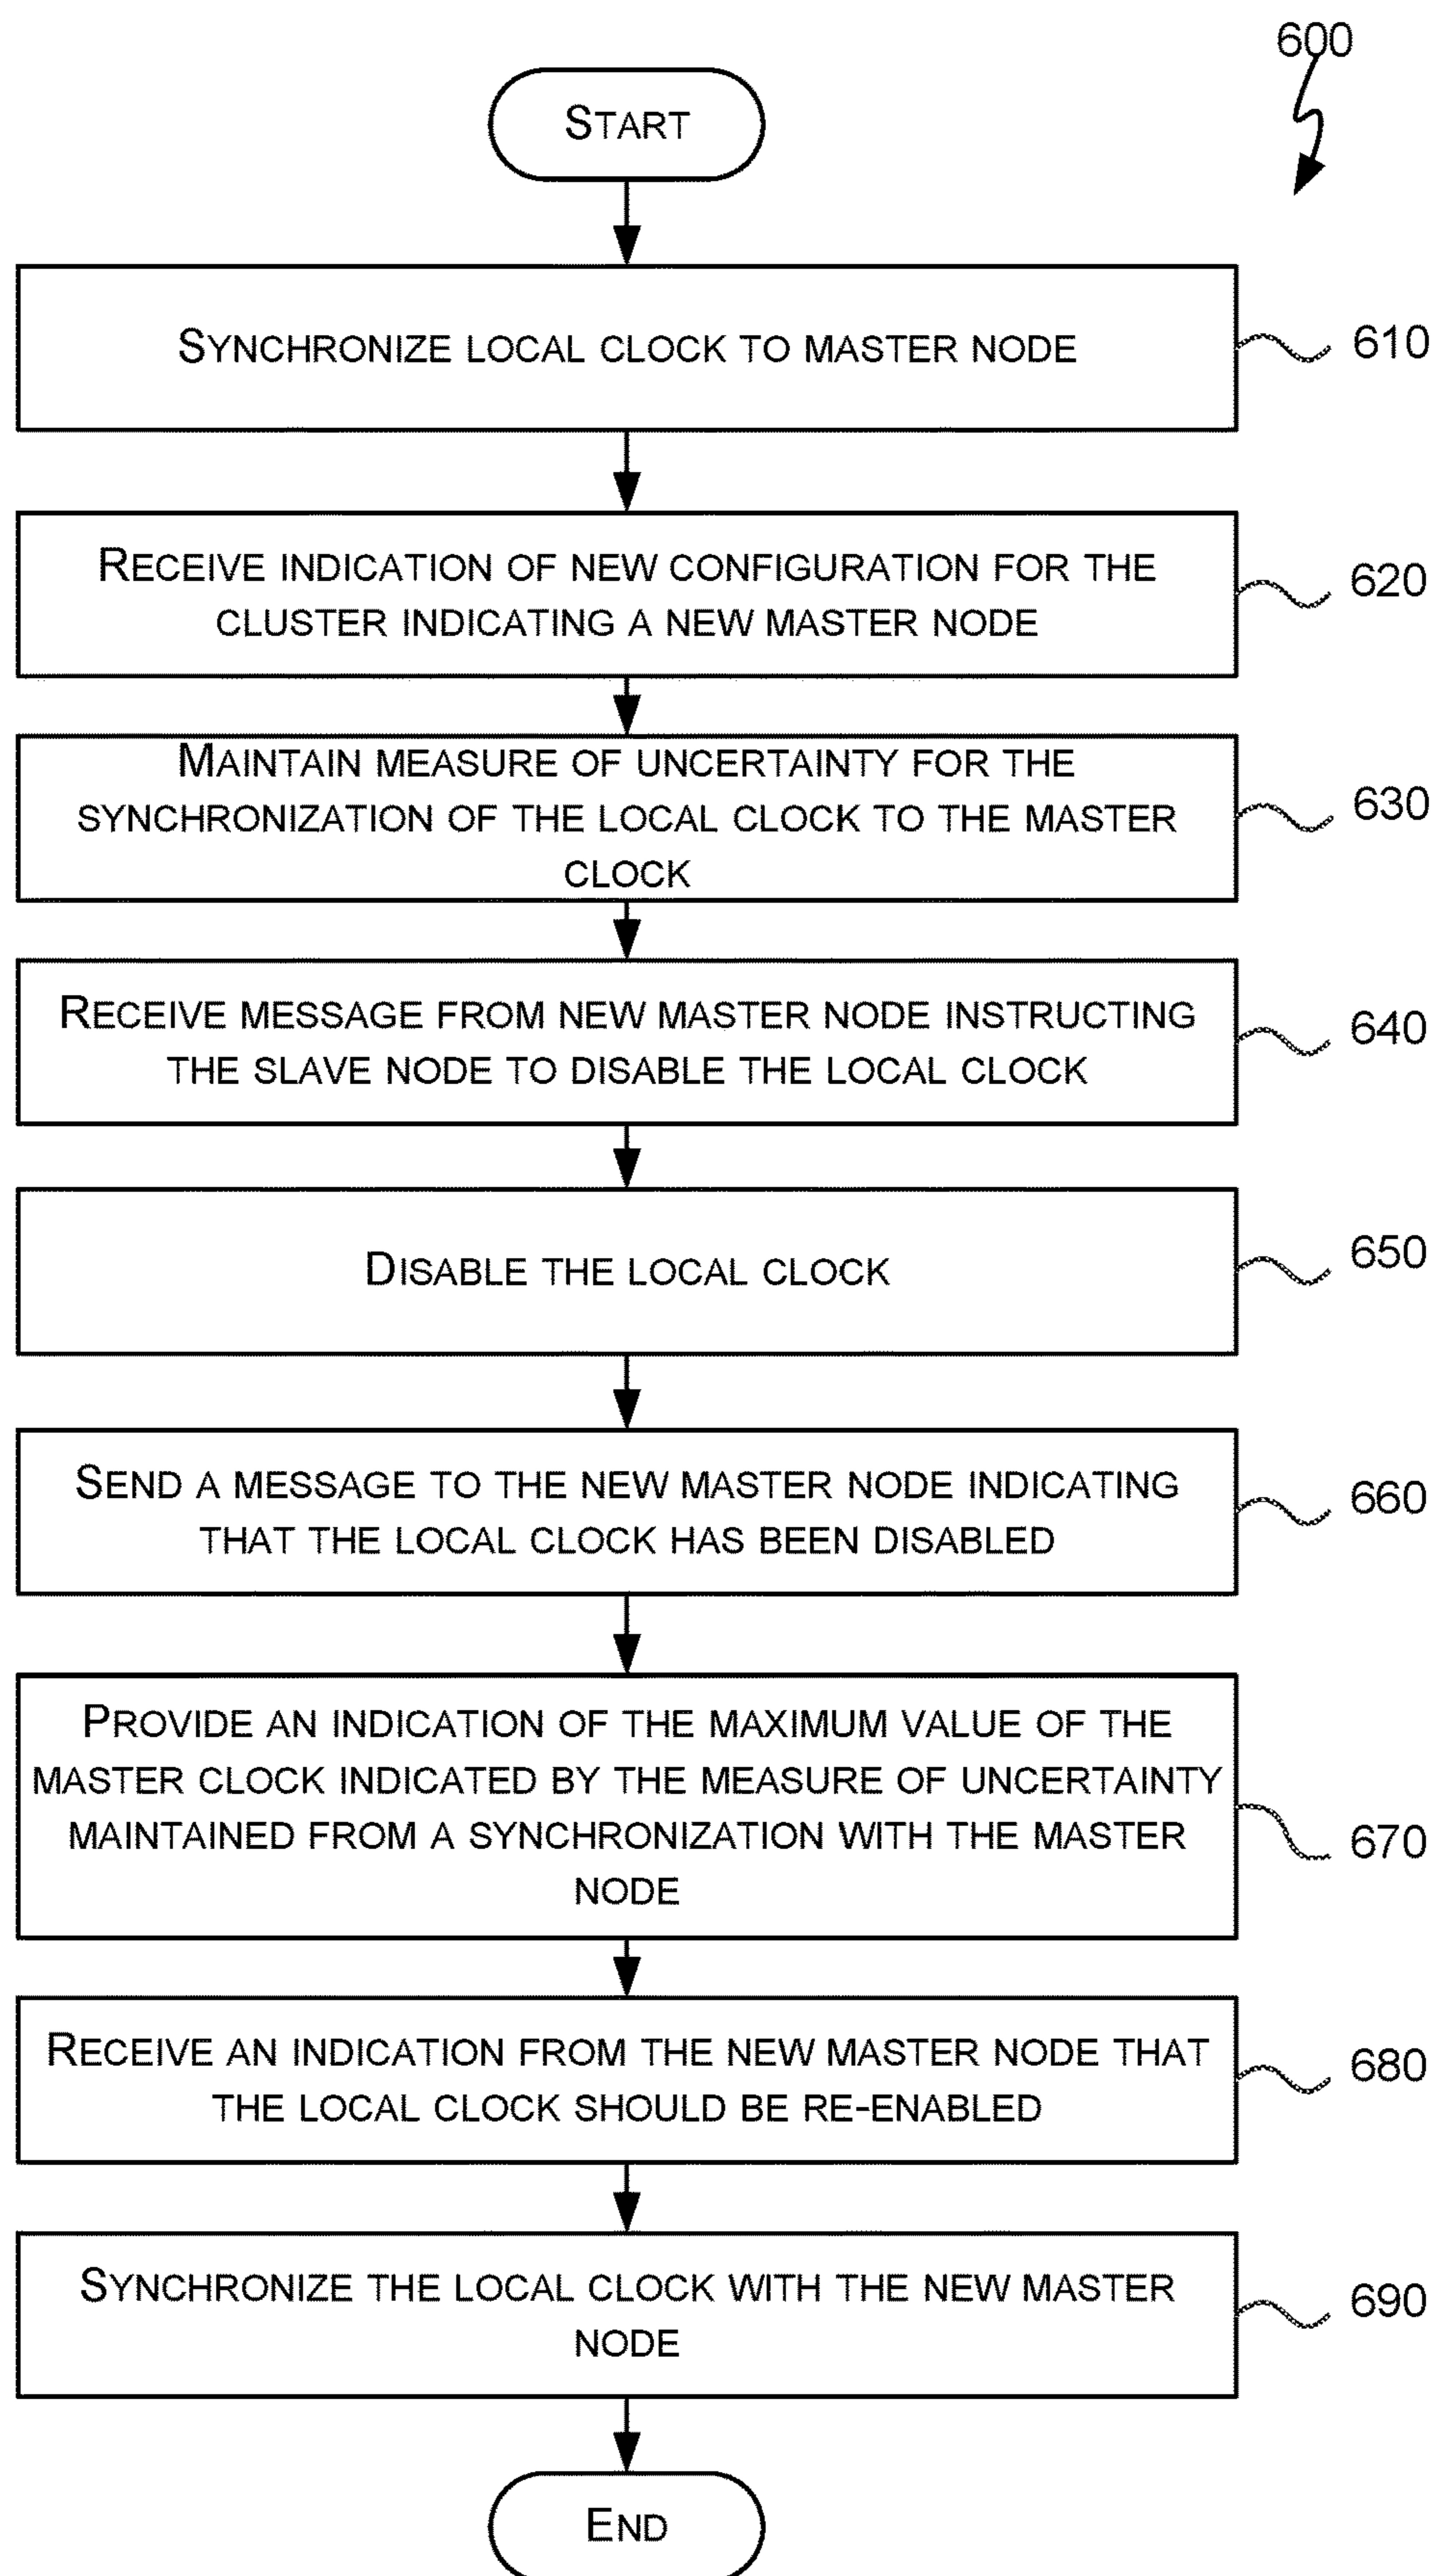 600
START
SYNCHRONIZE LOCAL CLOCK TO MASTER NODE
610
RECEIVE INDICATION OF NEW CONFIGURATION FOR THE
CLUSTER INDICATING A NEW MASTER NODE
620
MAINTAIN MEASURE OF UNCERTAINTY FOR THE
SYNCHRONIZATION OF THE LOCAL CLOCK TO THE MASTER
CLOCK
630
RECEIVE MESSAGE FROM NEW MASTER NODE INSTRUCTING
THE SLAVE NODE TO DISABLE THE LOCAL CLOCK
640
DISABLE THE LOCAL CLOCK
650
SEND A MESSAGE TO THE NEW MASTER NODE INDICATING
THAT THE LOCAL CLOCK HAS BEEN DISABLED
660
PROVIDE AN INDICATION OF THE MAXIMUM VALUE OF THE
MASTER CLOCK INDICATED BY THE MEASURE OF UNCERTAINTY
MAINTAINED FROM A SYNCHRONIZATION WITH THE MASTER
NODE
670
RECEIVE AN INDICATION FROM THE NEW MASTER NODE THAT
THE LOCAL CLOCK SHOULD BE RE-ENABLED
680
SYNCHRONIZE THE LOCAL CLOCK WITH THE NEW MASTER
NODE
690
END